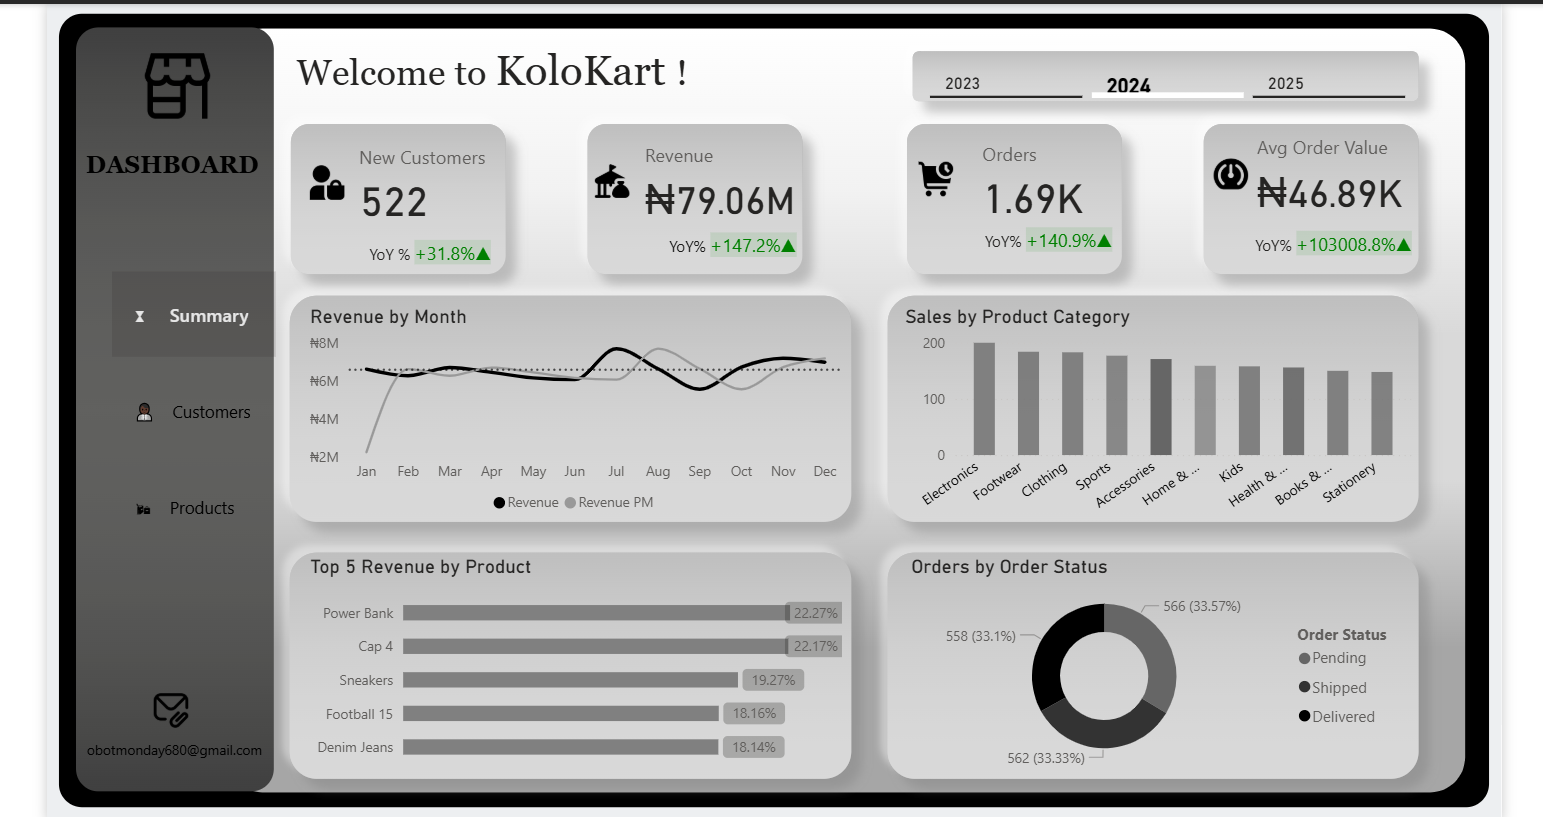 Welcome to KoloKart !
2023
2024
2025
DASHBOARD
Summary
Customers
Products
obotmonday680@gmail.com
New Customers
522
YoY % +31.8%▲
Revenue
₦79.06M
YoY% +147.2%▲
Orders
1.69K
YoY% +140.9%▲
Avg Order Value
₦46.89K
YoY% +103008.8%▲
Revenue by Month
₦8M
₦6M
₦4M
₦2M
Jan Feb Mar Apr May Jun Jul Aug Sep Oct Nov Dec
Revenue Revenue PM
Sales by Product Category
200
100
0
Electronics
Footwear
Clothing
Sports
Accessories
Home & ...
Kids
Health & ...
Books & ...
Stationery
Top 5 Revenue by Product
Power Bank 22.27%
Cap 4 22.17%
Sneakers 19.27%
Football 15 18.16%
Denim Jeans 18.14%
Orders by Order Status
566 (33.57%)
558 (33.1%)
562 (33.33%)
Order Status
Pending
Shipped
Delivered